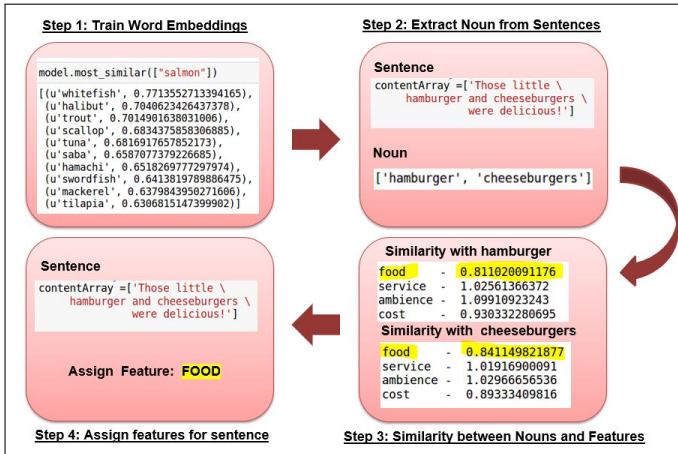 Step 1: Train Word Embeddings
model.most_similar(["salmon"])
[(u'whitefish', 0.7713552713394165),
(u'halibut', 0.7040623426437378),
(u'trout', 0.7014901638031006),
(u'scallop', 0.6834375858306885),
(u'tuna', 0.6816917657852173),
(u'saba', 0.6587077379226685),
(u'hamachi', 0.6518269777297974),
(u'swordfish', 0.641381978988 6475),
(u'mackerel', 0.6379843950271606),
(u'tilapia', 0.6306815147399902)]
Step 2: Extract Noun from Sentences
Sentence
contentArray =['Those little \
hamburger and cheeseburgers \
were delicious!']
Noun
['hamburger', 'cheeseburgers']
Similarity with hamburger
food - 0.811020091176
service - 1.02561366372
ambience - 1.09910923243
cost - 0.930332280695
Similarity with cheeseburgers
food - 0.841149821877
service - 1.01916900091
ambience - 1.02966656536
cost - 0.89333409816
Step 3: Similarity between Nouns and Features
Sentence
contentArray =['Those little \
hamburger and cheeseburgers \
were delicious!']
Assign Feature: FOOD
Step 4: Assign features for sentence